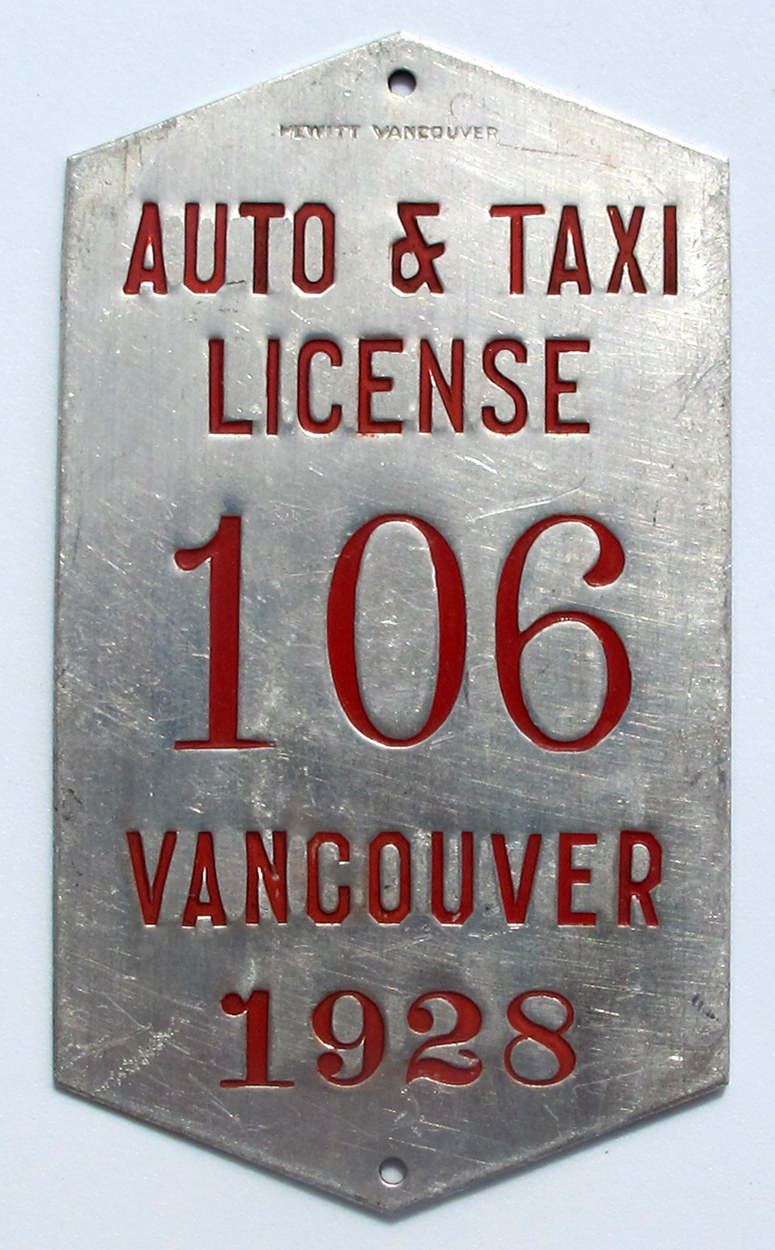 HEWITT VANCOUVER
AUTO & TAXI
LICENSE
106
VANCOUVER
1928